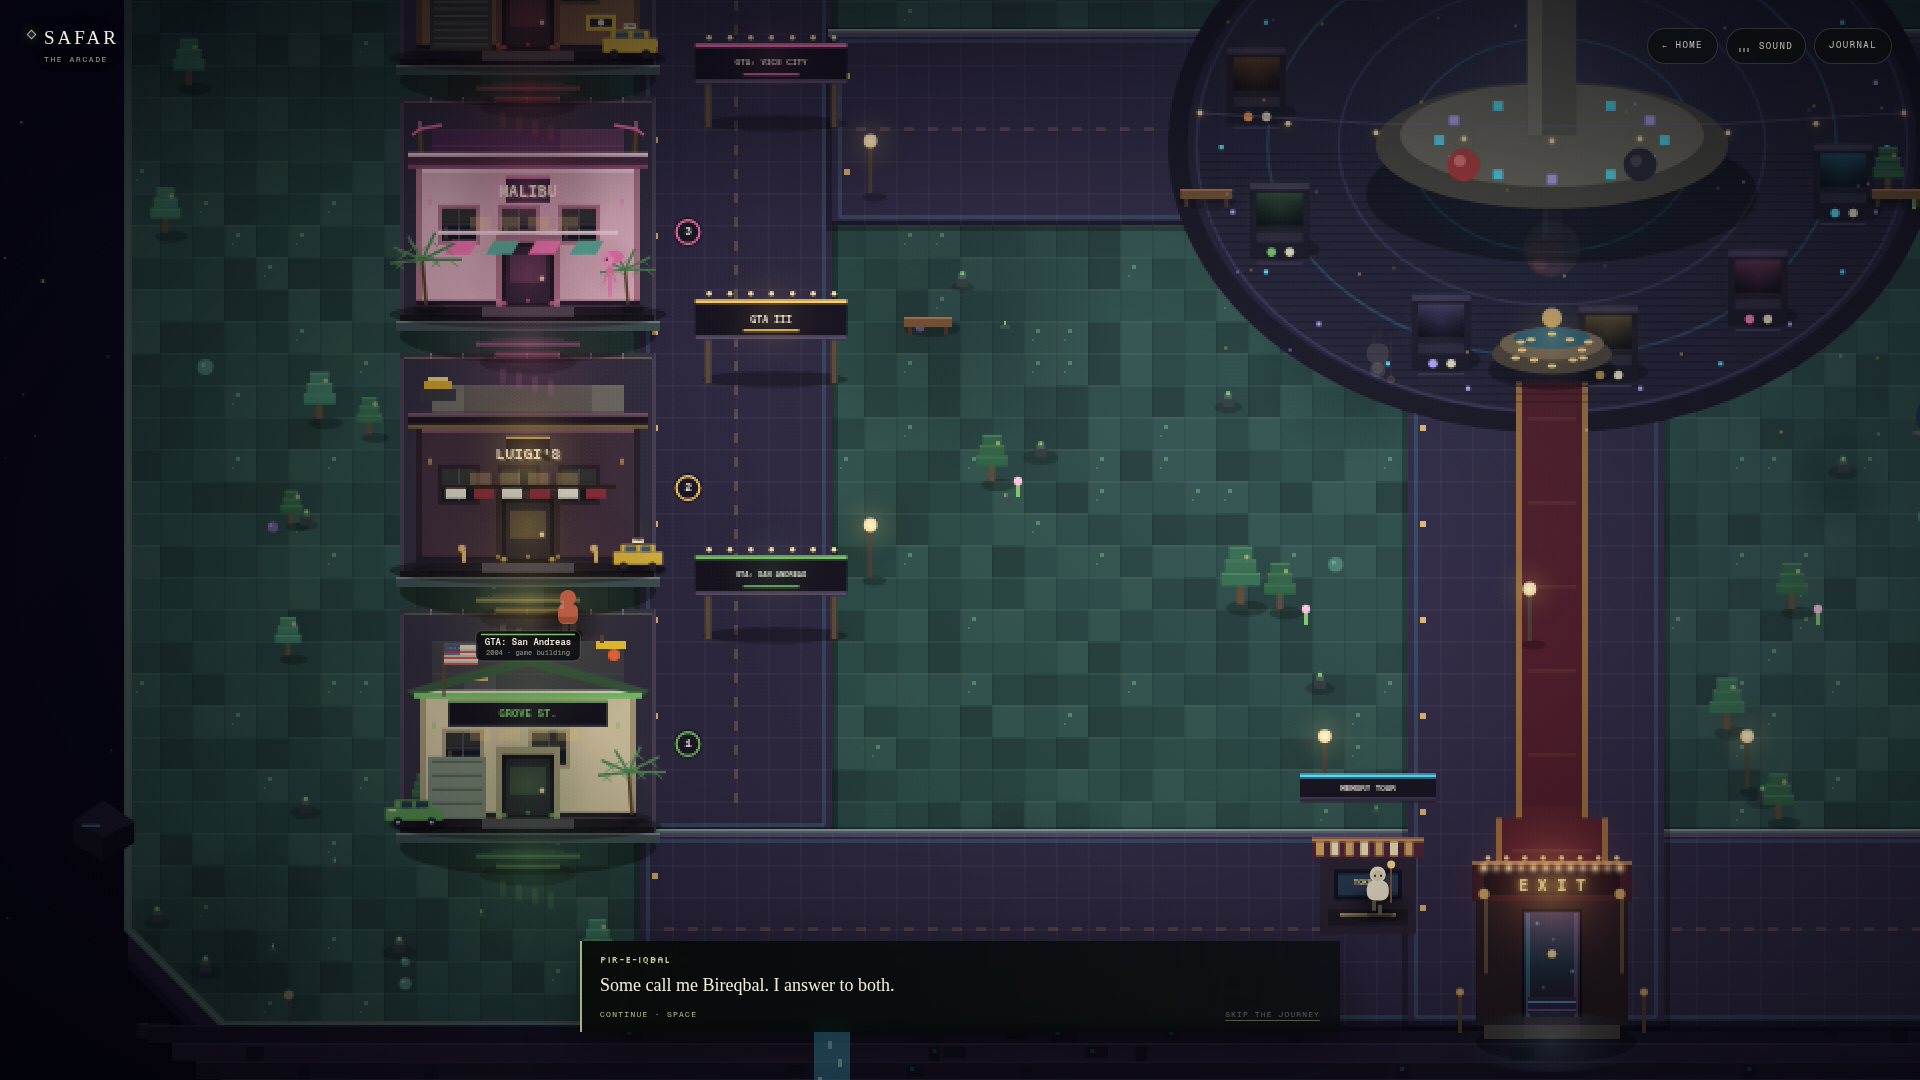 SAFAR
THE ARCADE
← HOME
SOUND
JOURNAL
GTA: VICE CITY
MALIBU
3
GTA III
LUIGI'S
2
GTA: SAN ANDREAS
GTA: San Andreas
2004 · game building
GROVE ST.
1
MEMORY TOUR
EXIT
PIR-E-IQBAL
Some call me Bireqbal. I answer to both.
CONTINUE · SPACE
SKIP THE JOURNEY